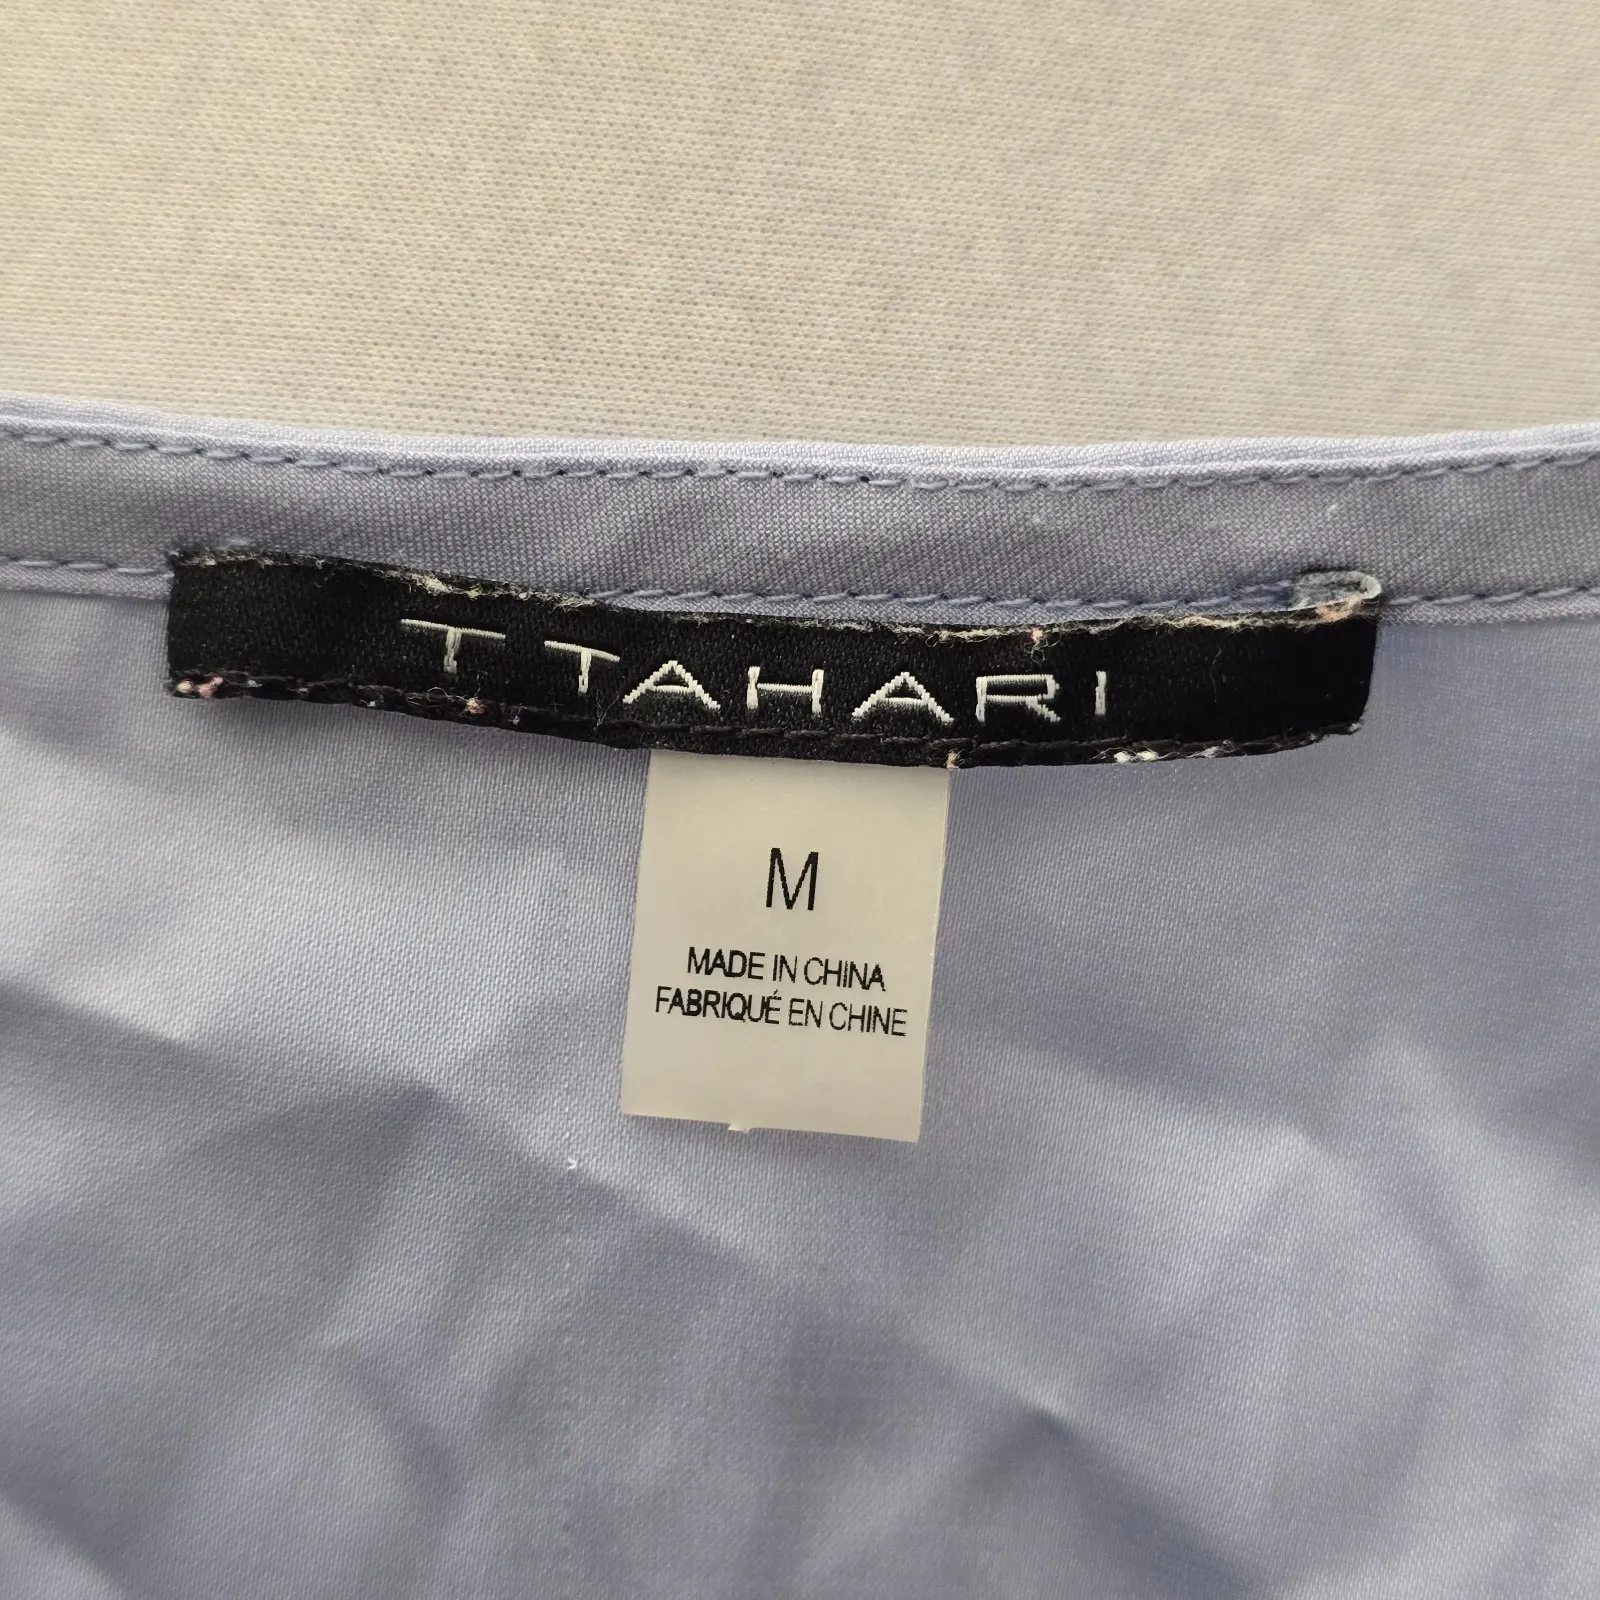 T TAHARI
M
MADE IN CHINA
FABRIQUÉ EN CHINE